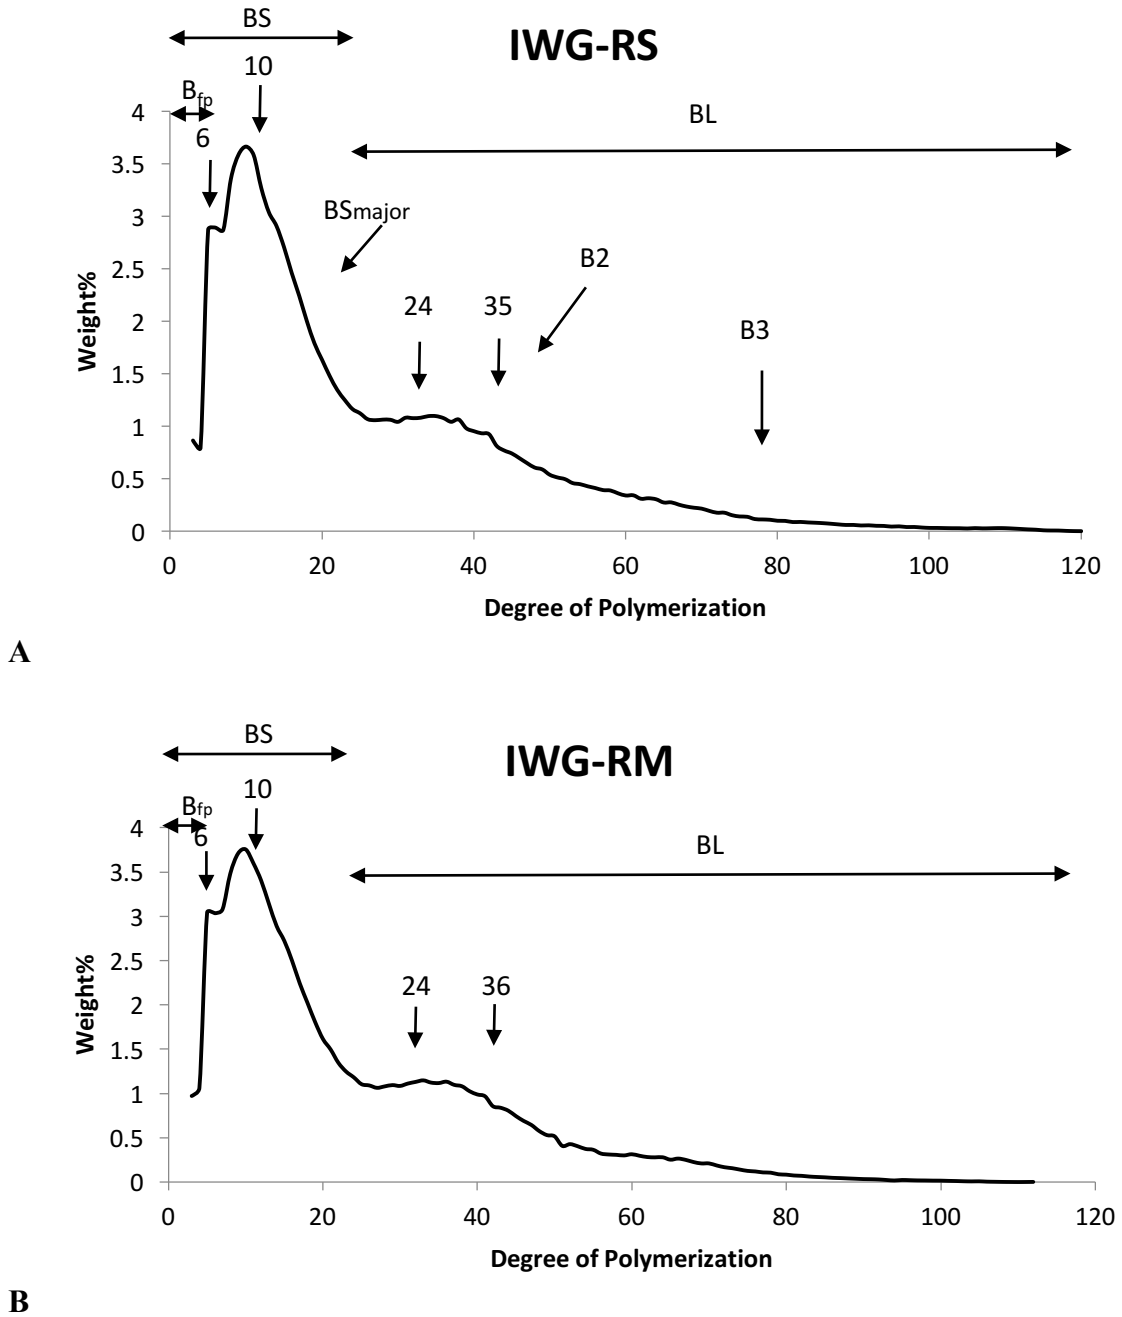 BS
IWG-RS
10
Bfp
BL
4
6
3.5
BSmajor
3
B2
2.5
24
35
B3
2
1.5
1
0.5
0
0 20 40 60 80 100 120
Weight%
Degree of Polymerization
A
BS
IWG-RM
10
Bfp
4
6
BL
3.5
3
2.5
24
36
2
1.5
1
0.5
0
0 20 40 60 80 100 120
Weight%
Degree of Polymerization
B